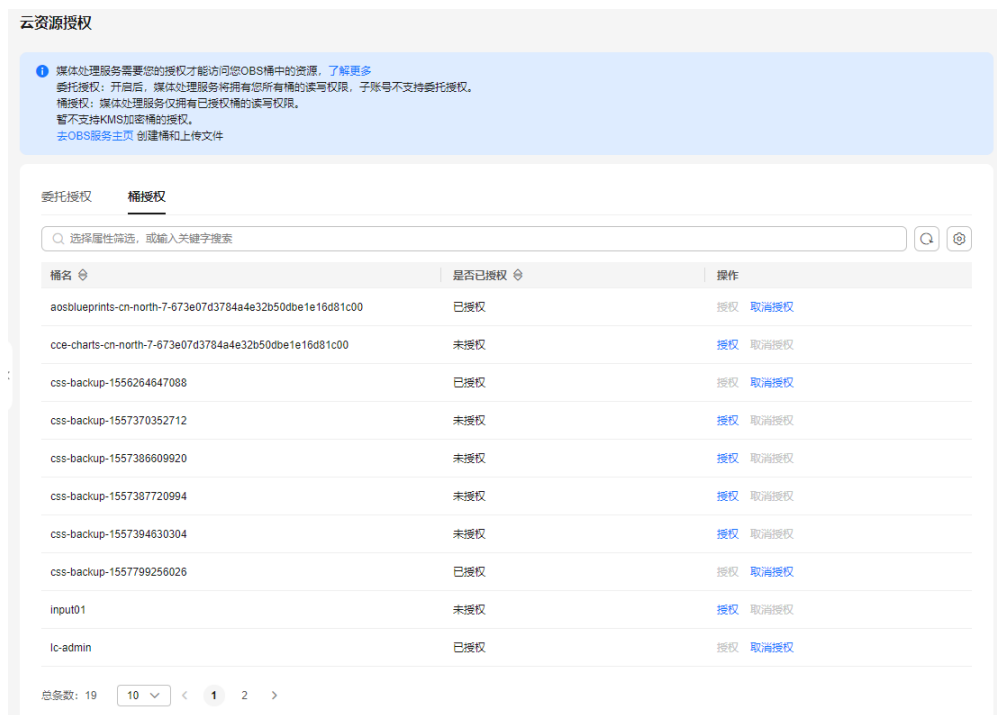 云资源授权
媒体处理服务需要您的授权才能访问您OBS桶中的资源，了解更多
委托授权：开启后，媒体处理服务将拥有您所有桶的读写权限，子账号不支持委托授权。
桶授权：媒体处理服务仅拥有已授权桶的读写权限。
暂不支持KMS加密桶的授权。
去OBS服务主页 创建桶和上传文件
委托授权 桶授权
选择属性筛选，或输入关键字搜索
桶名 是否已授权 操作
aosblueprints-cn-north-7-673e07d3784a4e32b50dbe1e16d81c00 已授权 授权 取消授权
cce-charts-cn-north-7-673e07d3784a4e32b50dbe1e16d81c00 未授权 授权 取消授权
css-backup-1556264647088 已授权 授权 取消授权
css-backup-1557370352712 未授权 授权 取消授权
css-backup-1557386609920 未授权 授权 取消授权
css-backup-1557387720994 未授权 授权 取消授权
css-backup-1557394630304 未授权 授权 取消授权
css-backup-1557799256026 已授权 授权 取消授权
input01 未授权 授权 取消授权
lc-admin 已授权 授权 取消授权
总条数：19 10 1 2